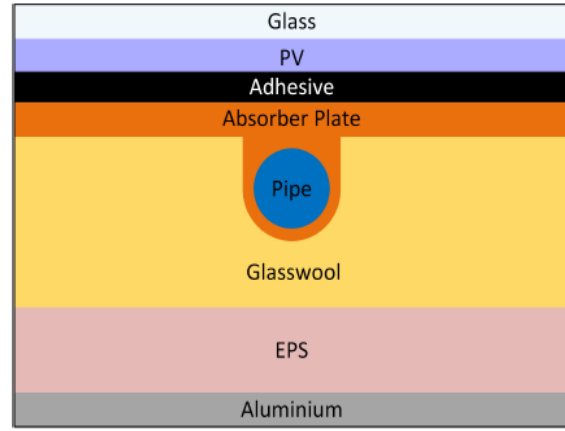 Glass
PV
Adhesive
Absorber Plate
Pipe
Glasswool
EPS
Aluminium